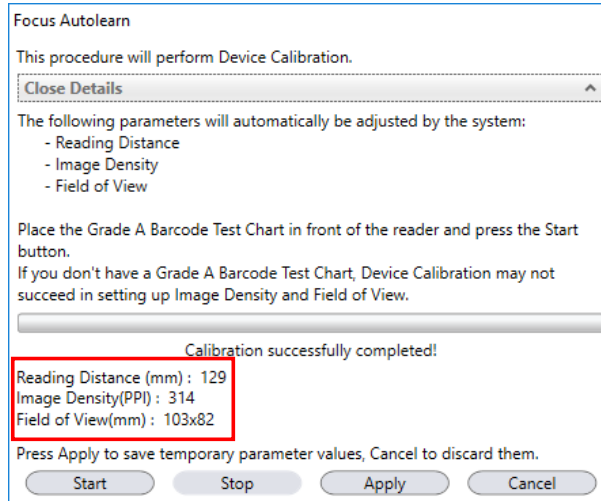 Focus Autolearn
This procedure will perform Device Calibration.
Close Details
The following parameters will automatically be adjusted by the system:
- Reading Distance
- Image Density
- Field of View
Place the Grade A Barcode Test Chart in front of the reader and press the Start
button.
If you don't have a Grade A Barcode Test Chart, Device Calibration may not
succeed in setting up Image Density and Field of View.
Calibration successfully completed!
Reading Distance (mm) : 129
Image Density(PPI) : 314
Field of View(mm) : 103x82
Press Apply to save temporary parameter values, Cancel to discard them.
Start Stop Apply Cancel